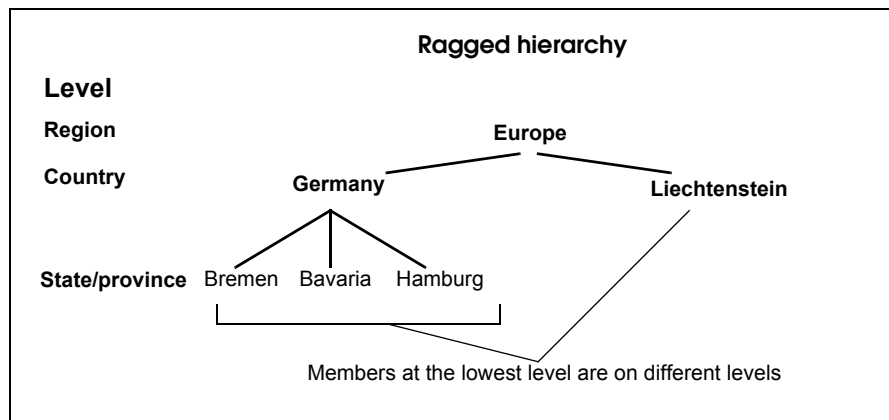 Ragged hierarchy
Level
Region Europe
Country Germany Liechtenstein
State/province Bremen Bavaria Hamburg
Members at the lowest level are on different levels